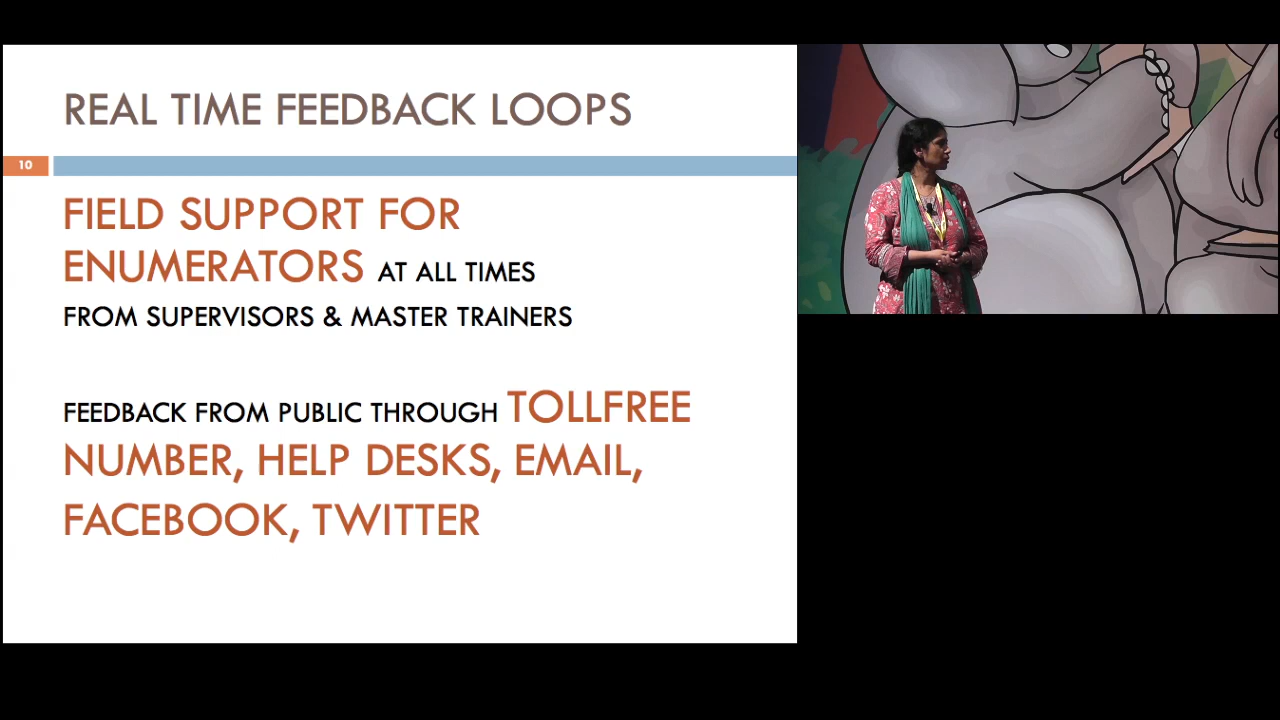 REAL TIME FEEDBACK LOOPS
10
FIELD SUPPORT FOR
ENUMERATORS AT ALL TIMES
FROM SUPERVISORS & MASTER TRAINERS
FEEDBACK FROM PUBLIC THROUGH TOLLFREE
NUMBER, HELP DESKS, EMAIL,
FACEBOOK, TWITTER